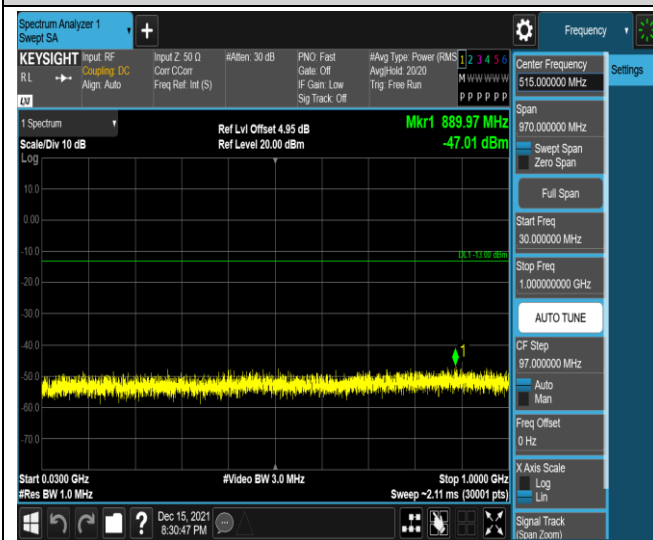 Spectrum Analyzer 1
Swept SA
+
Frequency
KEYSIGHT
RL
LXI
Input: RF
Coupling: DC
Align: Auto
Input Z: 50 Ω
Corr CCorr
Freq Ref: Int (S)
#Atten: 30 dB
PNO: Fast
Gate: Off
IF Gain: Low
Sig Track: Off
#Avg Type: Power (RMS
Avg|Hold: 20/20
Trig: Free Run
1 2 3 4 5 6
M W W W W W
P P P P P P
Center Frequency
515.000000 MHz
Settings
Span
970.000000 MHz
Swept Span
Zero Span
Full Span
Start Freq
30.000000 MHz
Stop Freq
1.000000000 GHz
AUTO TUNE
CF Step
97.000000 MHz
Auto
Man
Freq Offset
0 Hz
X Axis Scale
Log
Lin
Signal Track
(Span Zoom)
1 Spectrum
Scale/Div 10 dB
Log
Ref Lvl Offset 4.95 dB
Ref Level 20.00 dBm
Mkr1 889.97 MHz
-47.01 dBm
10.0
0.00
-10.0
DL1 -13.00 dBm
-20.0
-30.0
-40.0
1
-50.0
-60.0
-70.0
Start 0.0300 GHz
#Res BW 1.0 MHz
#Video BW 3.0 MHz
Stop 1.0000 GHz
Sweep ~2.11 ms (30001 pts)
?
Dec 15, 2021
8:30:47 PM